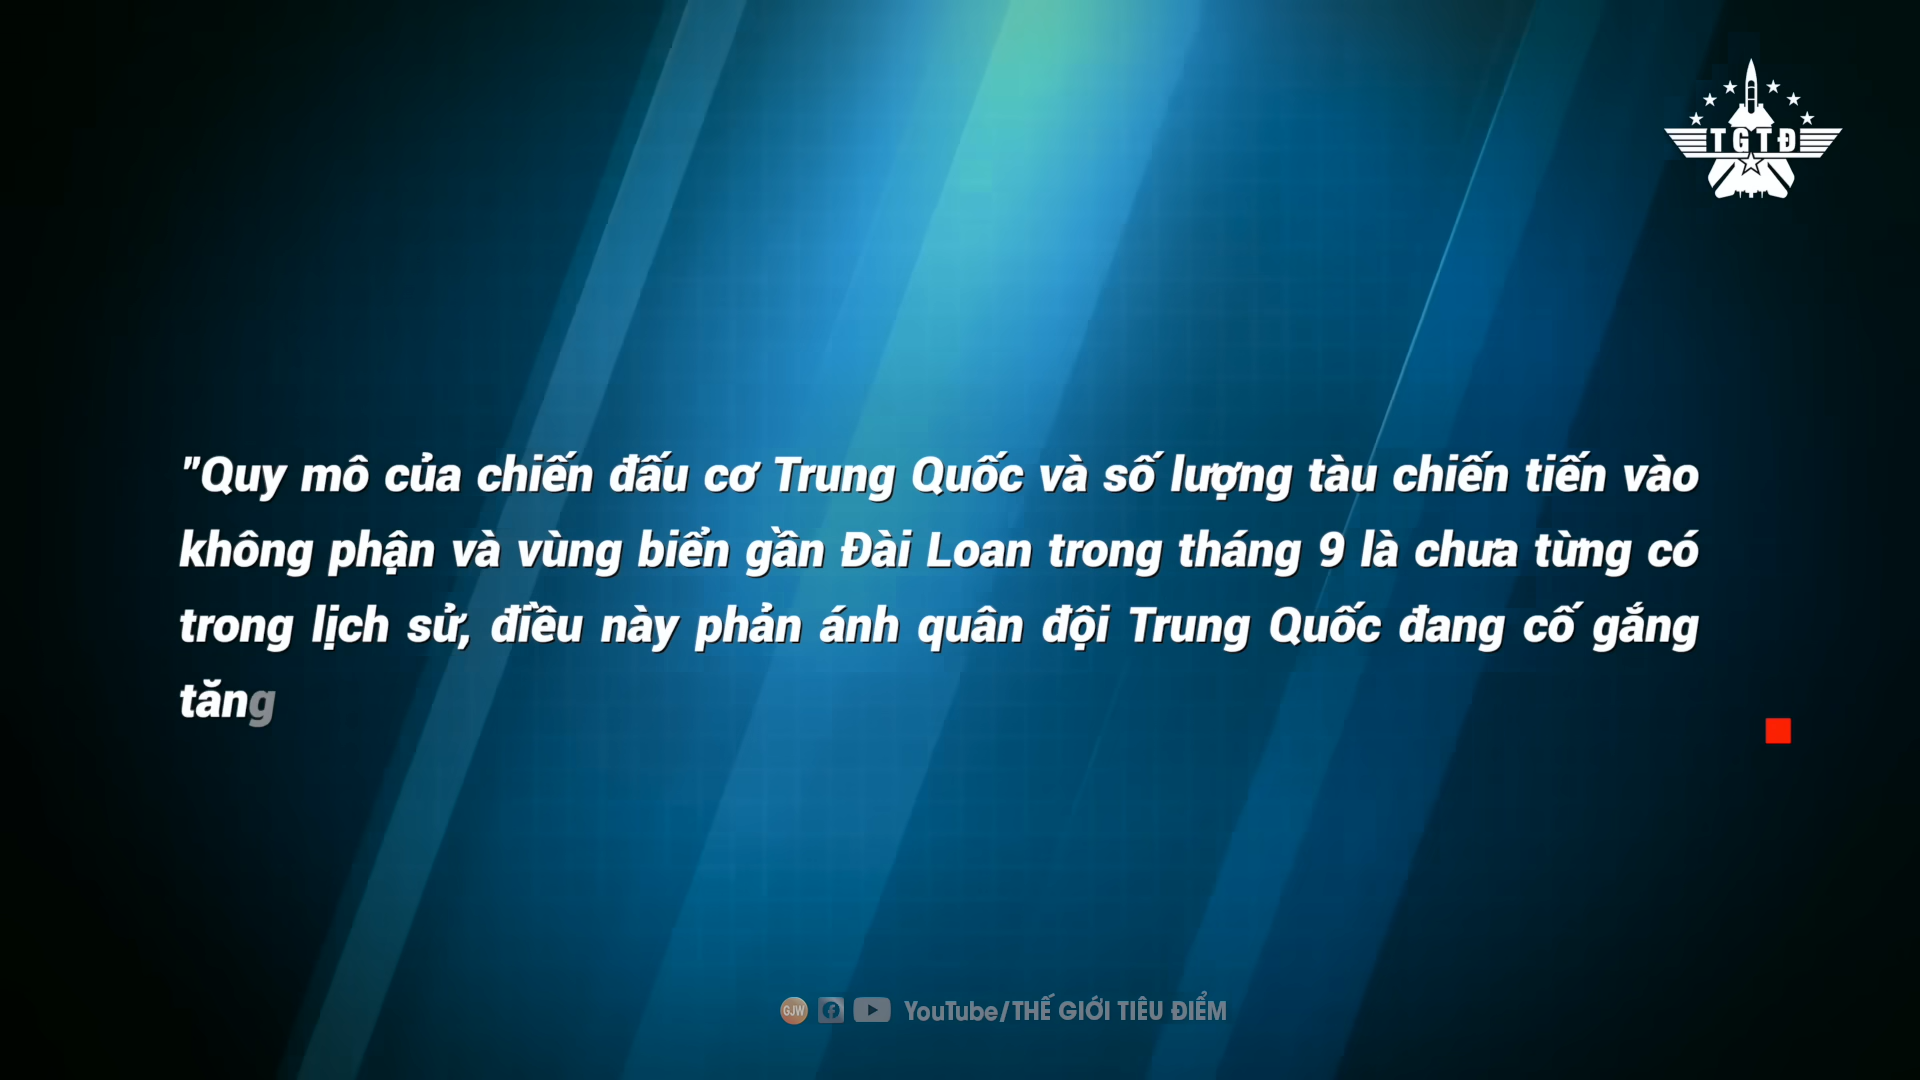 TGTĐ
"Quy mô của chiến đấu cơ Trung Quốc và số lượng tàu chiến tiến vào
không phận và vùng biển gần Đài Loan trong tháng 9 là chưa từng có
trong lịch sử, điều này phản ánh quân đội Trung Quốc đang cố gắng
tăng
GJW YouTube/THẾ GIỚI TIÊU ĐIỂM